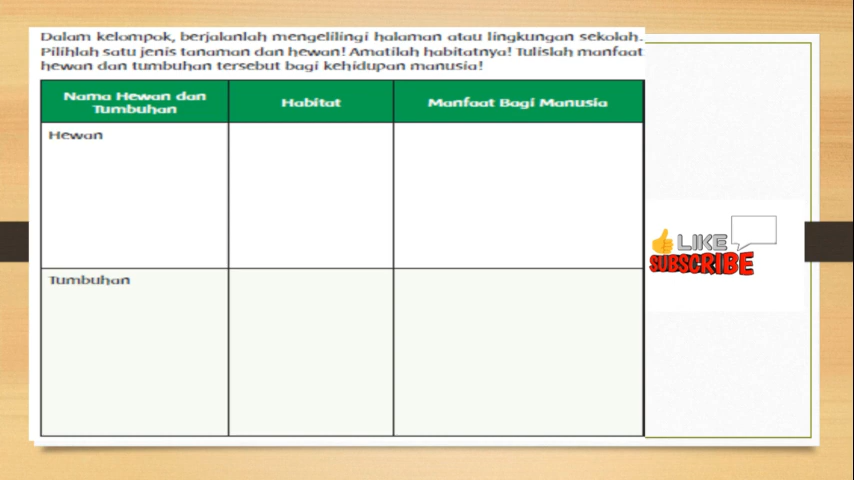 Dalam kelompok, berjalanlah mengelilingi halaman atau lingkungan sekolah.
Pilihlah satu jenis tanaman dan hewan! Amatilah habitatnya! Tulislah manfaat
hewan dan tumbuhan tersebut bagi kehidupan manusia!
Nama Hewan dan
Tumbuhan
Habitat
Manfaat Bagi Manusia
Hewan
Tumbuhan
LIKE
SUBSCRIBE